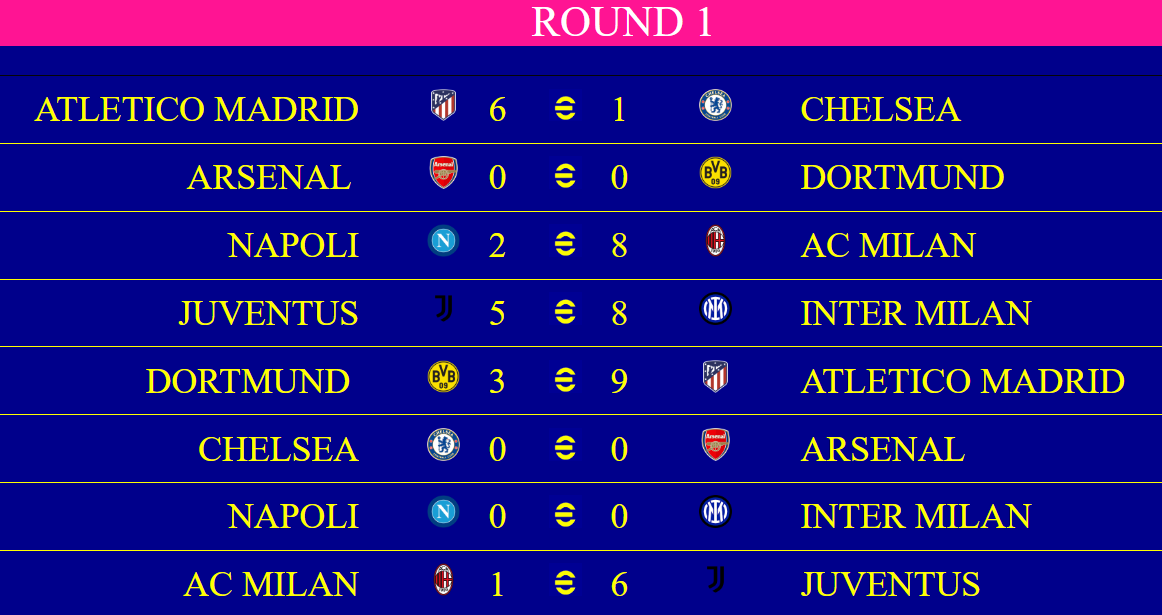 ROUND 1
ATLETICO MADRID 6 1 CHELSEA
ARSENAL 0 0 DORTMUND
NAPOLI 2 8 AC MILAN
JUVENTUS 5 8 INTER MILAN
DORTMUND 3 9 ATLETICO MADRID
CHELSEA 0 0 ARSENAL
NAPOLI 0 0 INTER MILAN
AC MILAN 1 6 JUVENTUS